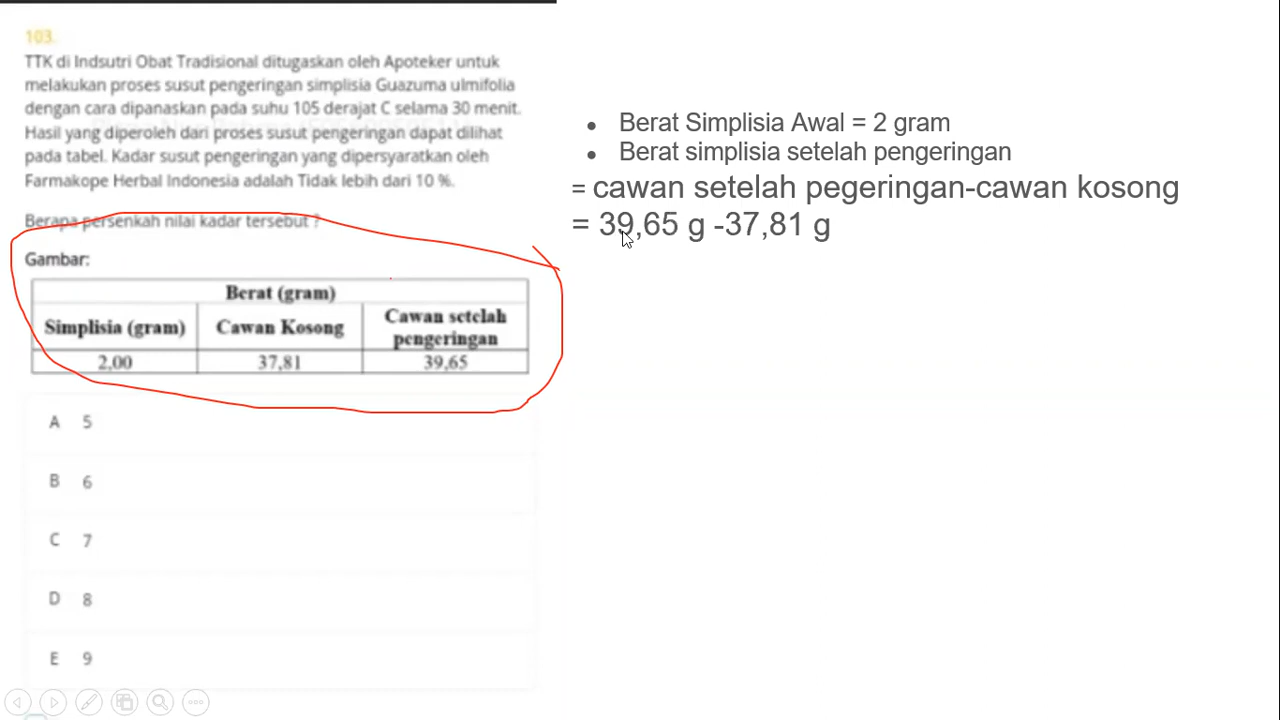 103.
TTK di Indsutri Obat Tradisional ditugaskan oleh Apoteker untuk
melakukan proses susut pengeringan simplisia Guazuma ulmifolia
dengan cara dipanaskan pada suhu 105 derajat C selama 30 menit.
Hasil yang diperoleh dari proses susut pengeringan dapat dilihat
pada tabel. Kadar susut pengeringan yang dipersyaratkan oleh
Farmakope Herbal Indonesia adalah Tidak lebih dari 10 %.
Berapa persenkah nilai kadar tersebut ?
Gambar:
Berat (gram)
Simplisia (gram) Cawan Kosong Cawan setelah pengeringan
2,00 37,81 39,65
A 5
B 6
C 7
D 8
E 9
• Berat Simplisia Awal = 2 gram
• Berat simplisia setelah pengeringan
= cawan setelah pegeringan-cawan kosong
= 39,65 g -37,81 g